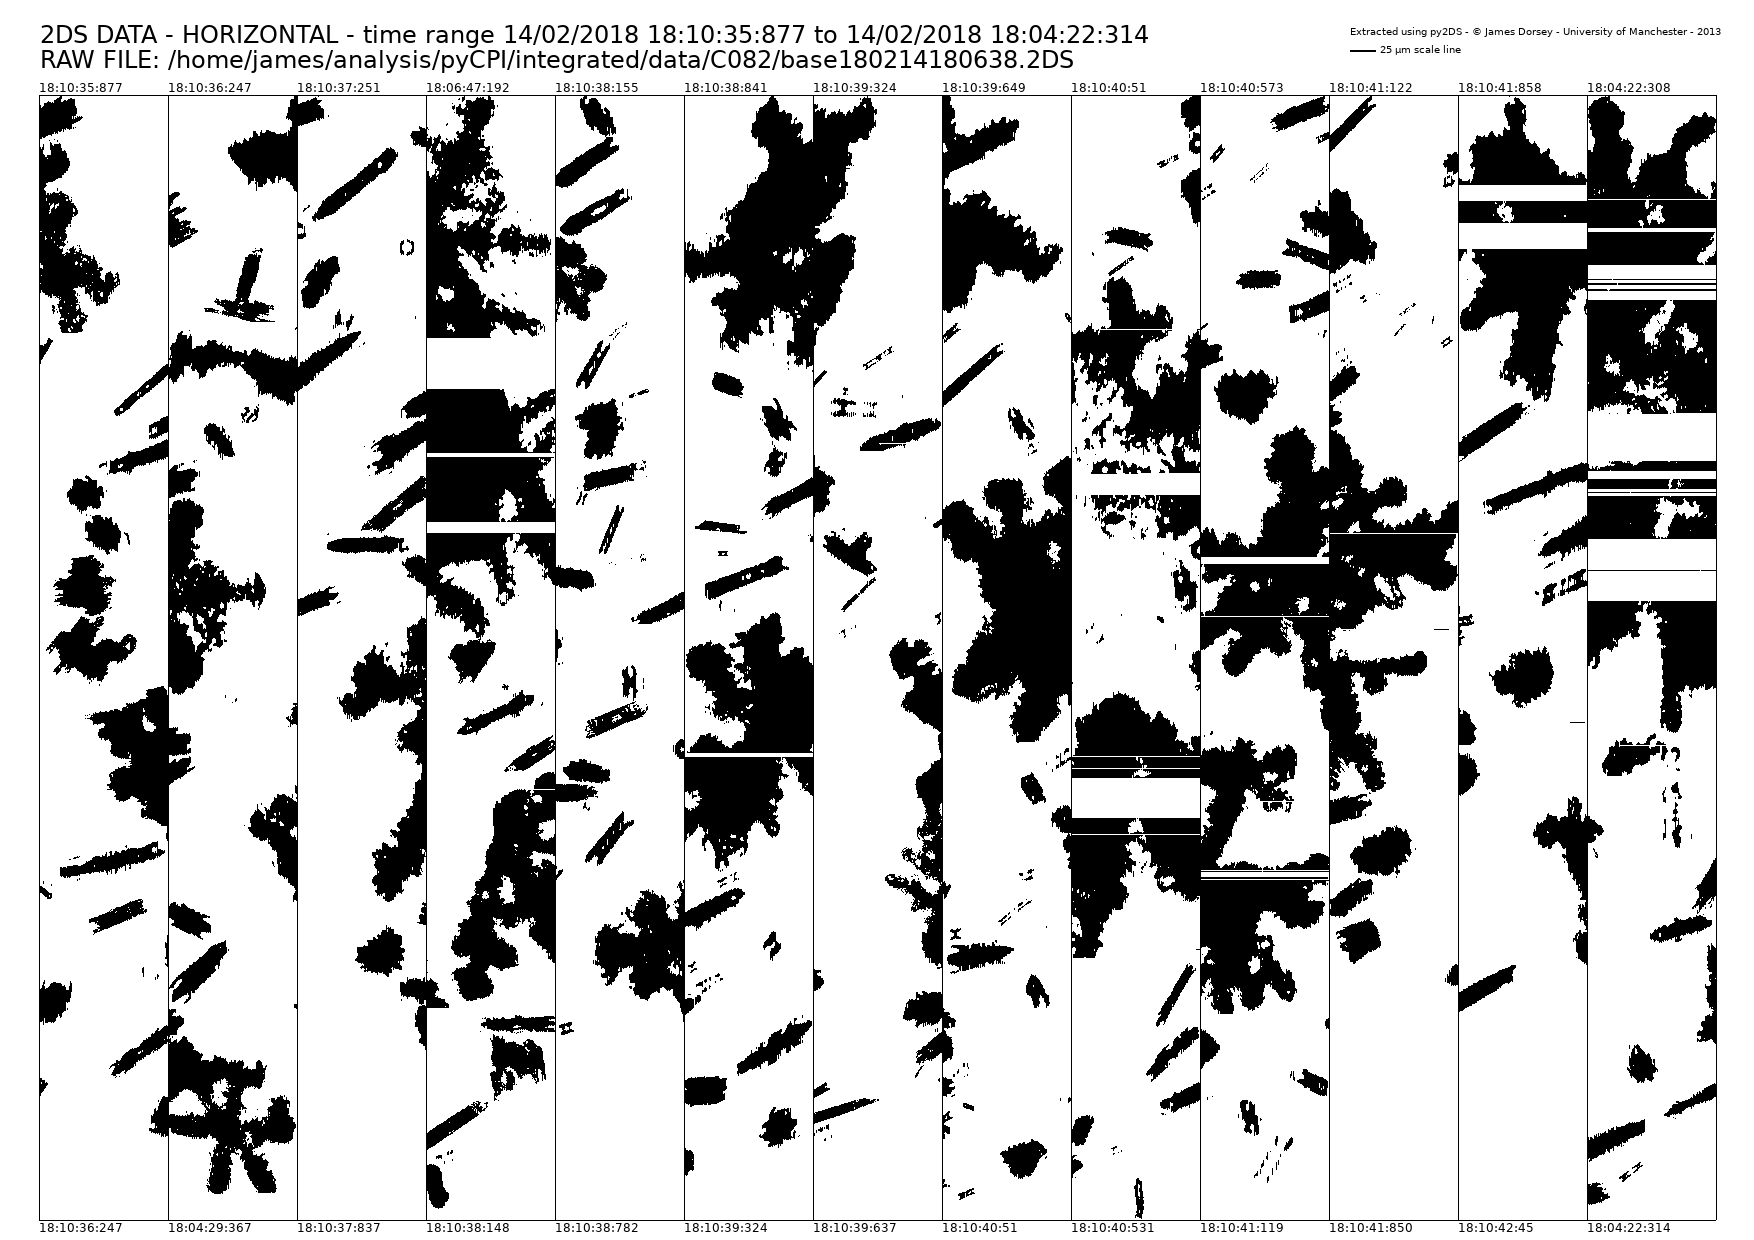 2DS DATA - HORIZONTAL - time range 14/02/2018 18:10:35:877 to 14/02/2018 18:04:22:314
RAW FILE: /home/james/analysis/pyCPI/integrated/data/C082/base180214180638.2DS
Extracted using py2DS - © James Dorsey - University of Manchester - 2013
25 µm scale line
18:10:35:877 18:10:36:247 18:10:37:251 18:06:47:192 18:10:38:155 18:10:38:841 18:10:39:324 18:10:39:649 18:10:40:51 18:10:40:573 18:10:41:122 18:10:41:858 18:04:22:308
18:10:36:247 18:04:29:367 18:10:37:837 18:10:38:148 18:10:38:782 18:10:39:324 18:10:39:637 18:10:40:51 18:10:40:531 18:10:41:119 18:10:41:850 18:10:42:45 18:04:22:314